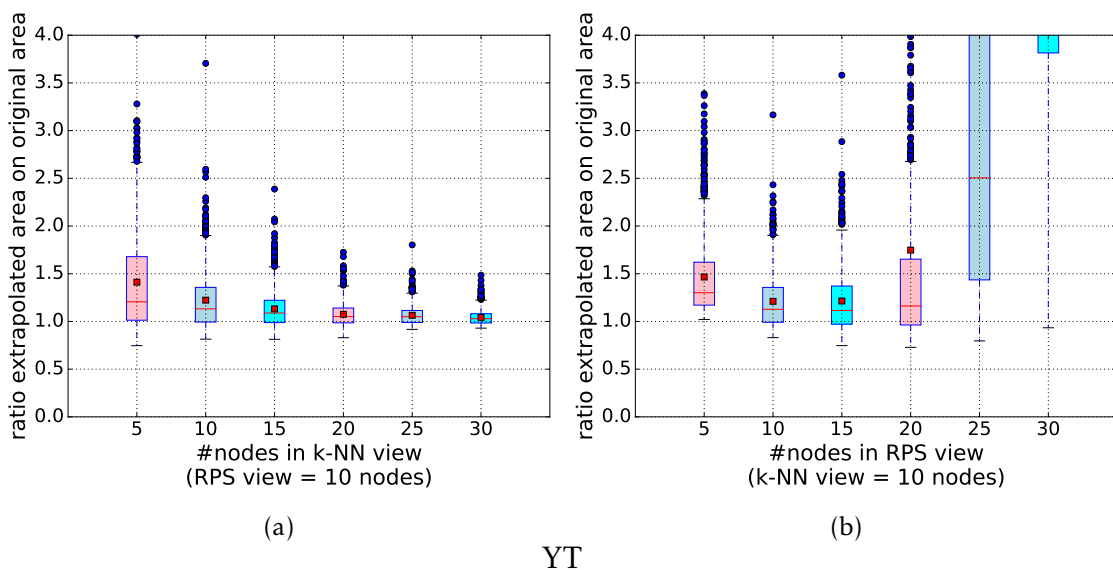 ratio extrapolated area on original area
4.0
3.5
3.0
2.5
2.0
1.5
1.0
0.5
0.0
5 10 15 20 25 30
#nodes in k-NN view
(RPS view = 10 nodes)
(a)
ratio extrapolated area on original area
4.0
3.5
3.0
2.5
2.0
1.5
1.0
0.5
0.0
5 10 15 20 25 30
#nodes in RPS view
(k-NN view = 10 nodes)
(b)
YT